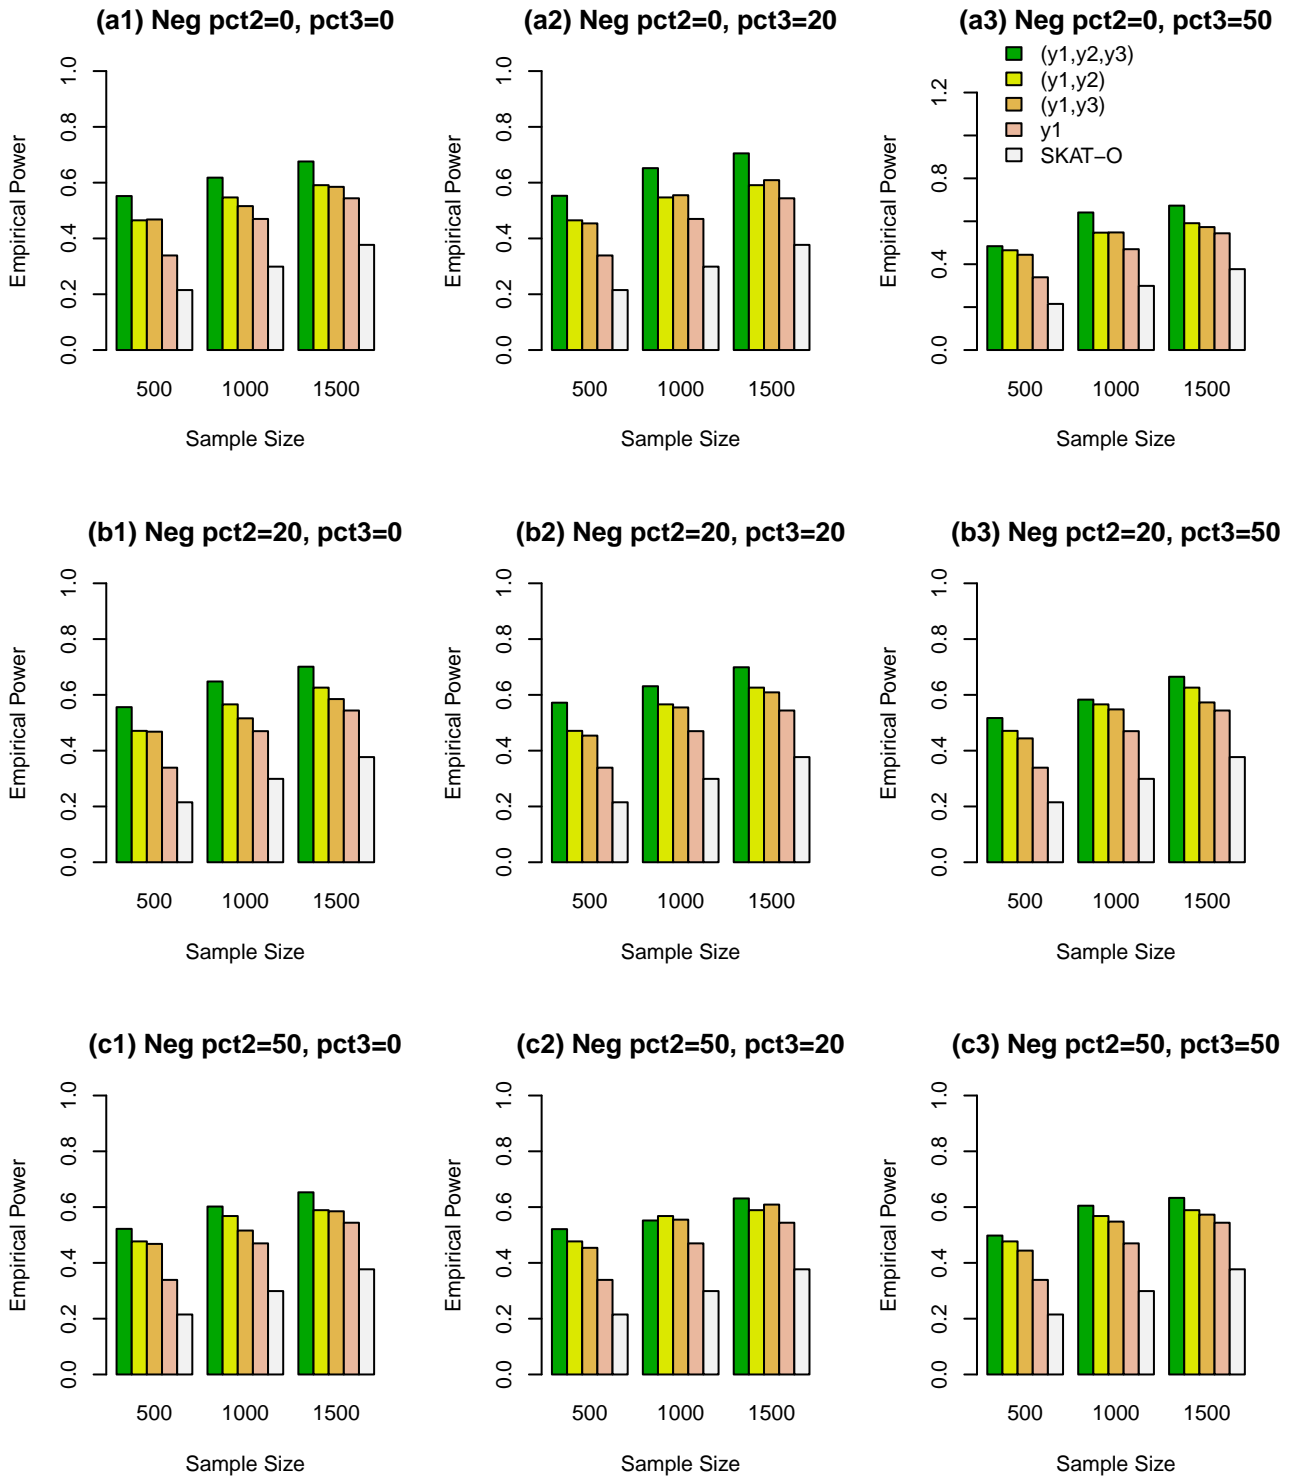 (a1) Neg pct2=0, pct3=0
Empirical Power
0.0 0.2 0.4 0.6 0.8 1.0
500 1000 1500
Sample Size
(a2) Neg pct2=0, pct3=20
Empirical Power
0.0 0.2 0.4 0.6 0.8 1.0
500 1000 1500
Sample Size
(a3) Neg pct2=0, pct3=50
(y1,y2,y3)
(y1,y2)
(y1,y3)
y1
SKAT−O
Empirical Power
0.0 0.4 0.8 1.2
500 1000 1500
Sample Size
(b1) Neg pct2=20, pct3=0
Empirical Power
0.0 0.2 0.4 0.6 0.8 1.0
500 1000 1500
Sample Size
(b2) Neg pct2=20, pct3=20
Empirical Power
0.0 0.2 0.4 0.6 0.8 1.0
500 1000 1500
Sample Size
(b3) Neg pct2=20, pct3=50
Empirical Power
0.0 0.2 0.4 0.6 0.8 1.0
500 1000 1500
Sample Size
(c1) Neg pct2=50, pct3=0
Empirical Power
0.0 0.2 0.4 0.6 0.8 1.0
500 1000 1500
Sample Size
(c2) Neg pct2=50, pct3=20
Empirical Power
0.0 0.2 0.4 0.6 0.8 1.0
500 1000 1500
Sample Size
(c3) Neg pct2=50, pct3=50
Empirical Power
0.0 0.2 0.4 0.6 0.8 1.0
500 1000 1500
Sample Size